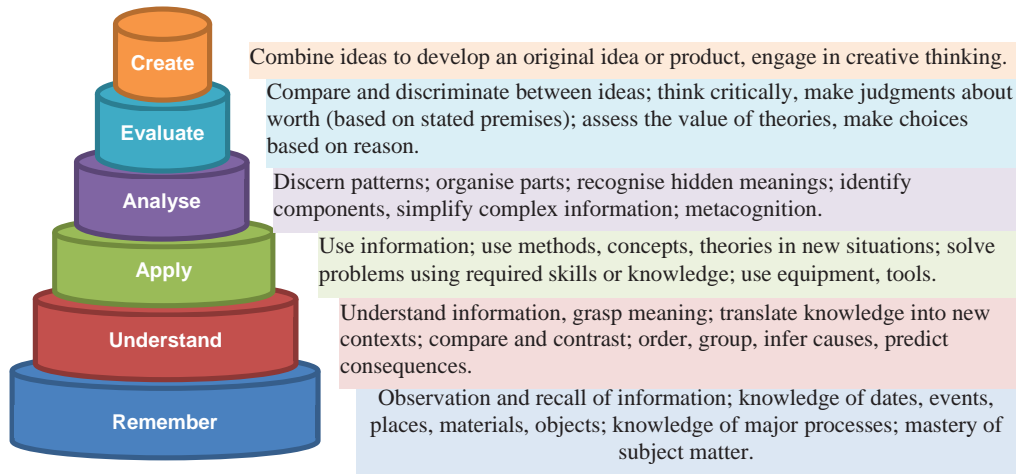 Create
Combine ideas to develop an original idea or product, engage in creative thinking.
Evaluate
Compare and discriminate between ideas; think critically, make judgments about
worth (based on stated premises); assess the value of theories, make choices
based on reason.
Analyse
Discern patterns; organise parts; recognise hidden meanings; identify
components, simplify complex information; metacognition.
Apply
Use information; use methods, concepts, theories in new situations; solve
problems using required skills or knowledge; use equipment, tools.
Understand
Understand information, grasp meaning; translate knowledge into new
contexts; compare and contrast; order, group, infer causes, predict
consequences.
Remember
Observation and recall of information; knowledge of dates, events,
places, materials, objects; knowledge of major processes; mastery of
subject matter.